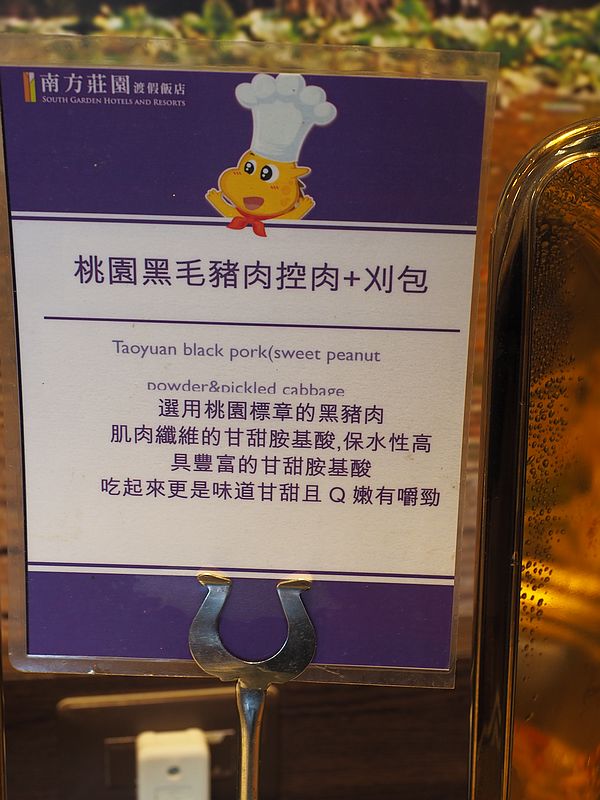 南方莊園渡假飯店
SOUTH GARDEN HOTELS AND RESORTS
桃園黑毛豬肉控肉+刈包
Taoyuan black pork(sweet peanut
powder&pickled cabbage
選用桃園標章的黑豬肉
肌肉纖維的甘甜胺基酸,保水性高
具豐富的甘甜胺基酸
吃起來更是味道甘甜且 Q 嫩有嚼勁